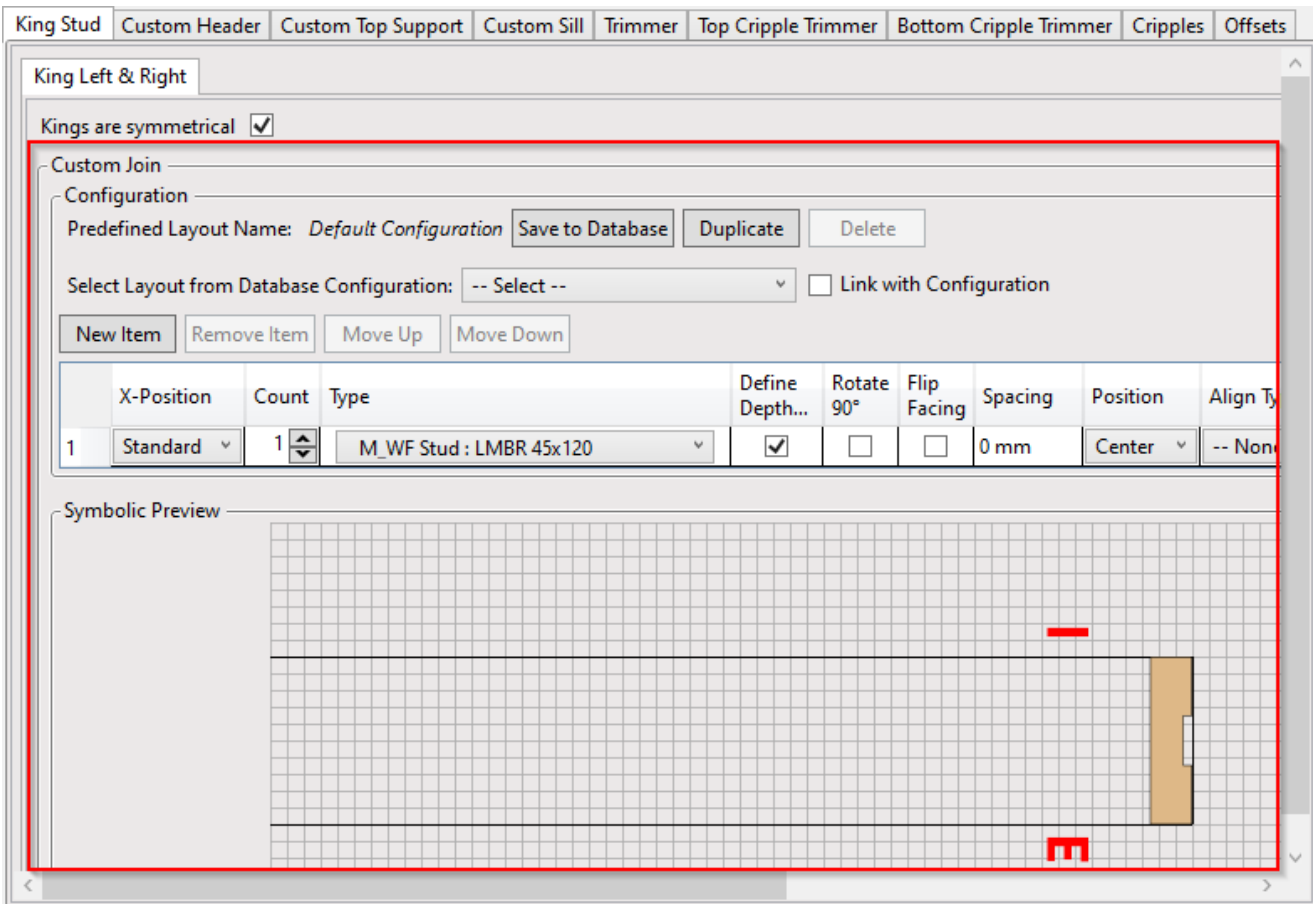 King Stud Custom Header Custom Top Support Custom Sill Trimmer Top Cripple Trimmer Bottom Cripple Trimmer Cripples Offsets
King Left & Right
Kings are symmetrical
Custom Join
Configuration
Predefined Layout Name: Default Configuration Save to Database Duplicate Delete
Select Layout from Database Configuration: -- Select -- Link with Configuration
New Item Remove Item Move Up Move Down
X-Position Count Type Define Depth... Rotate 90° Flip Facing Spacing Position Align Ty
1 Standard 1 M_WF Stud : LMBR 45x120 0 mm Center -- None
Symbolic Preview
I
E